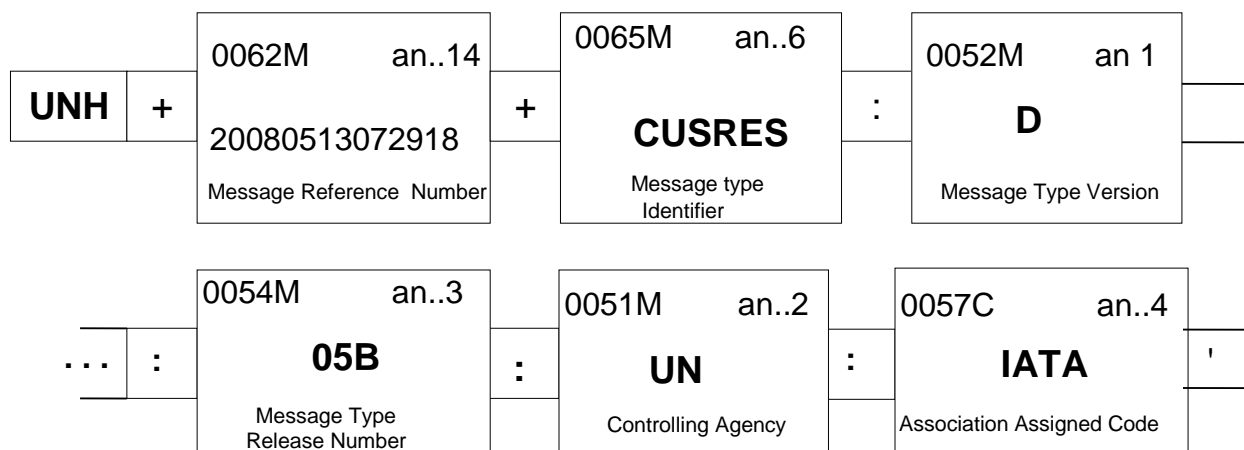 0062M an..14
0065M an..6
0052M an 1
UNH + 20080513072918 + CUSRES : D
Message Reference Number
Message type
Identifier
Message Type Version
0054M an..3
0051M an..2
0057C an..4
... : 05B : UN : IATA '
Message Type
Release Number
Controlling Agency
Association Assigned Code